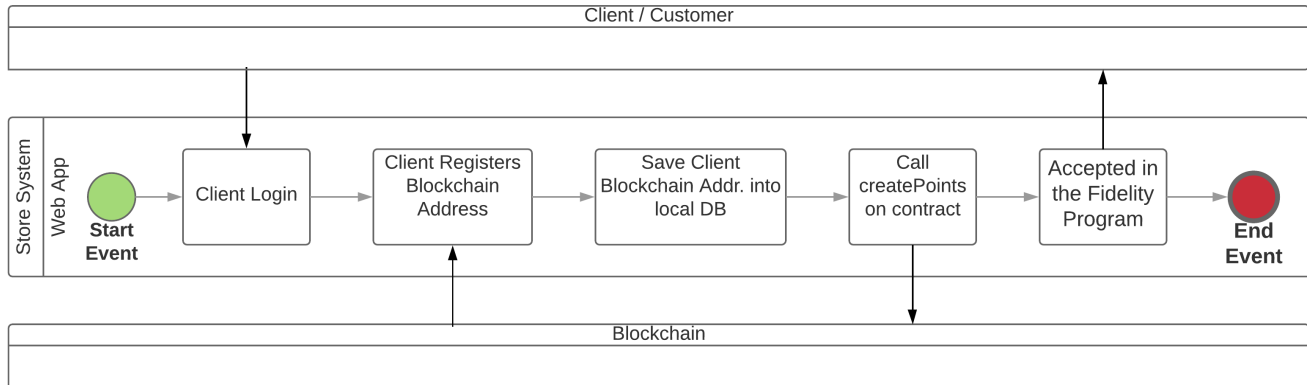 Client / Customer
Store System
Web App
Start
Event
Client Login
Client Registers
Blockchain
Address
Save Client
Blockchain Addr. into
local DB
Call
createPoints
on contract
Accepted in
the Fidelity
Program
End
Event
Blockchain